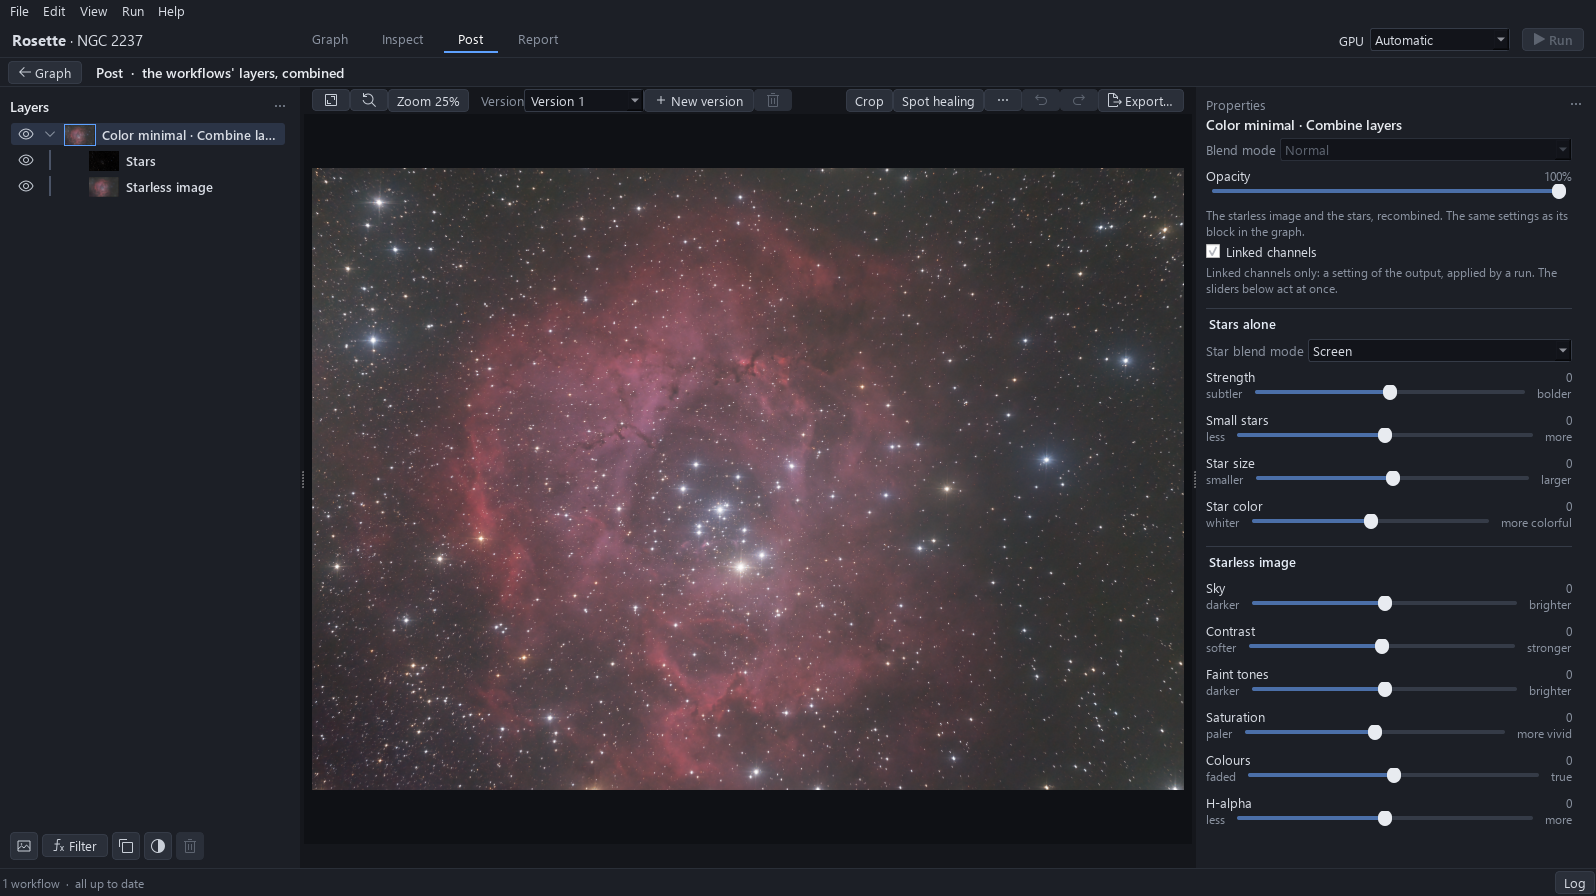 File Edit View Run Help
Rosette · NGC 2237
Graph Inspect Post Report
GPU Automatic Run
Graph Post · the workflows' layers, combined
Layers
Color minimal · Combine la...
Stars
Starless image
Filter
Zoom 25% Version Version 1 New version Crop Spot healing Export...
Properties
Color minimal · Combine layers
Blend mode Normal
Opacity 100%
The starless image and the stars, recombined. The same settings as its
block in the graph.
Linked channels
Linked channels only: a setting of the output, applied by a run. The
sliders below act at once.
Stars alone
Star blend mode Screen
Strength 0
subtler bolder
Small stars 0
less more
Star size 0
smaller larger
Star color 0
whiter more colorful
Starless image
Sky 0
darker brighter
Contrast 0
softer stronger
Faint tones 0
darker brighter
Saturation 0
paler more vivid
Colours 0
faded true
H-alpha 0
less more
1 workflow · all up to date
Log